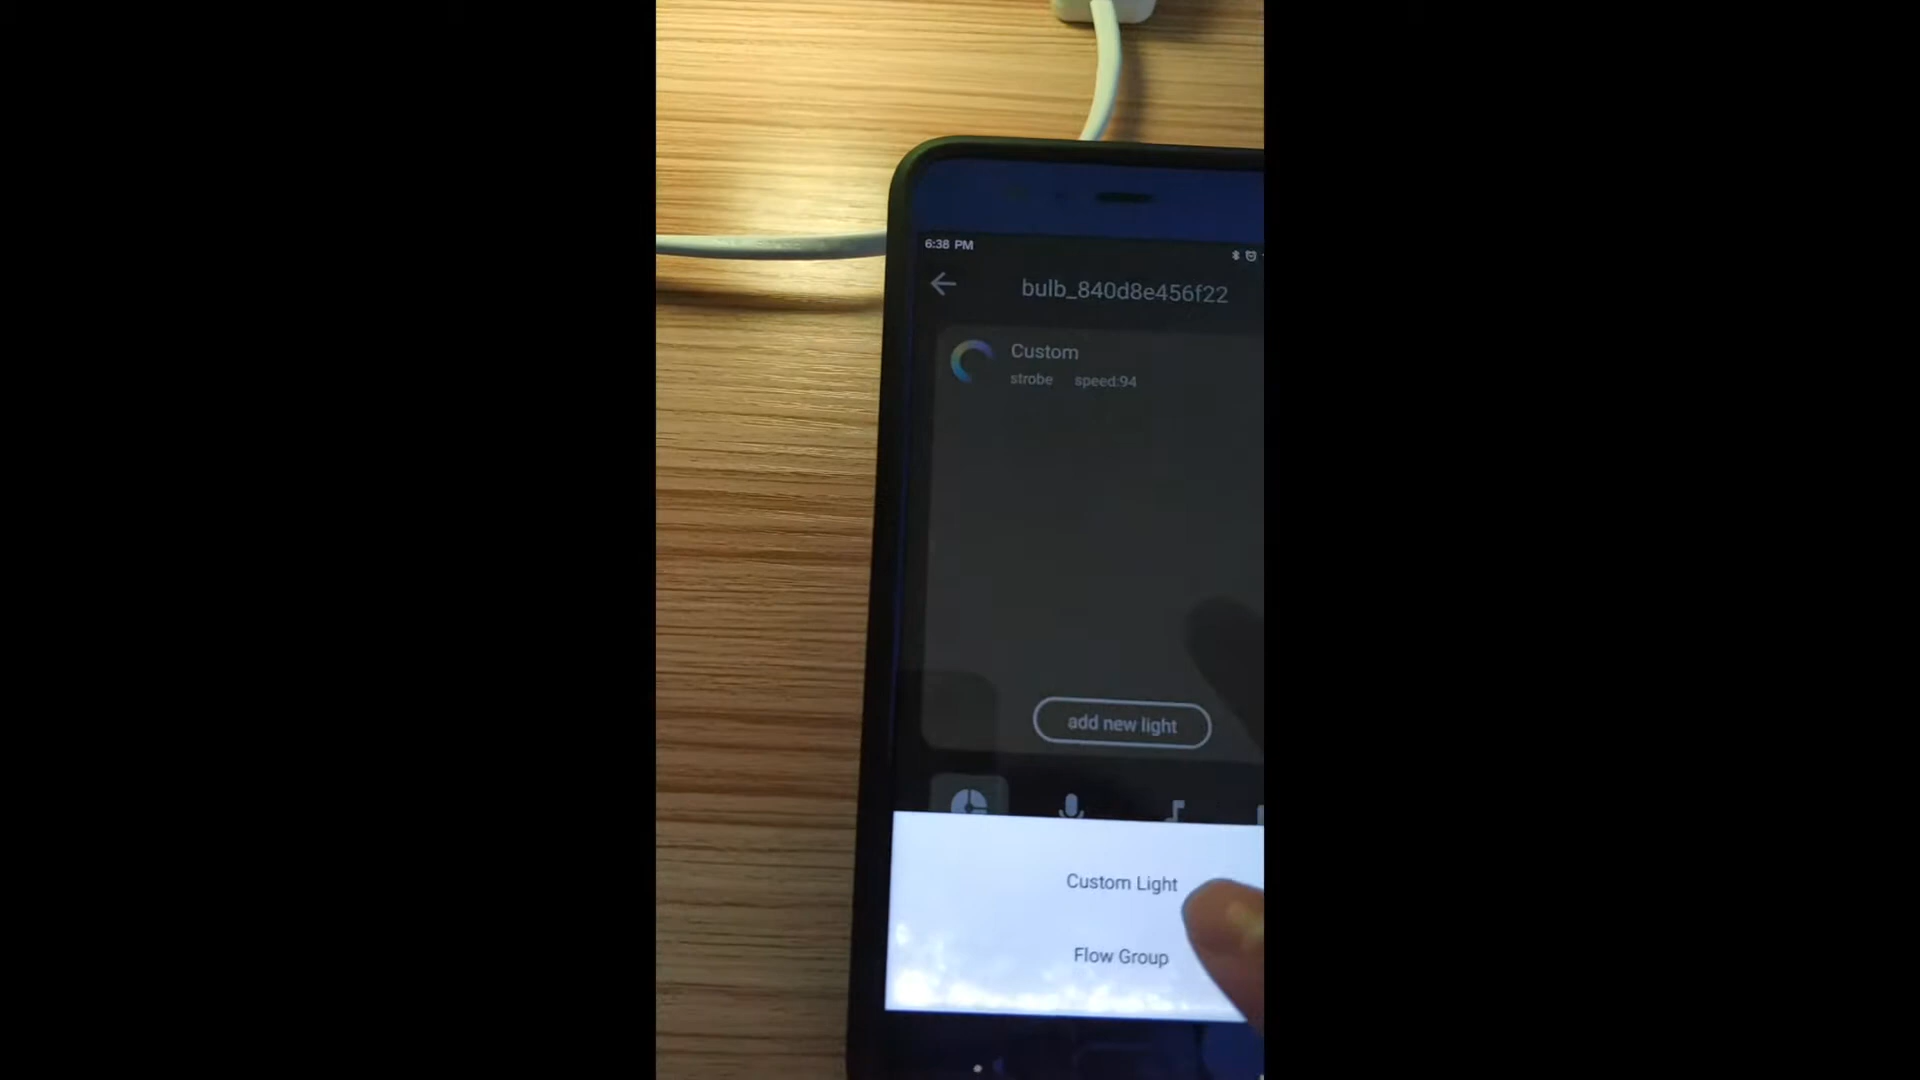 6:38 PM
bulb_840d8e456f22
Custom
strobe speed:94
add new light
Custom Light
Flow Group